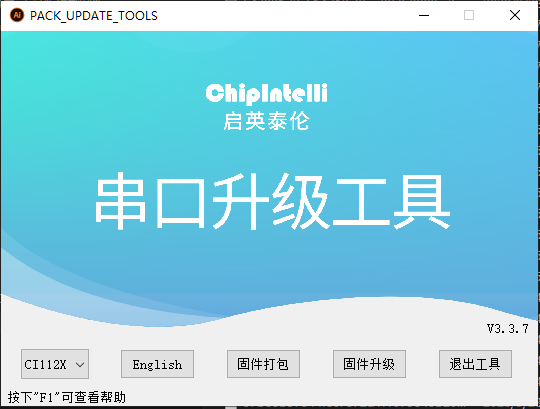 Ai PACK_UPDATE_TOOLS
ChipIntelli
启英泰伦
串口升级工具
V3.3.7
CI112X English 固件打包 固件升级 退出工具
按下"F1"可查看帮助